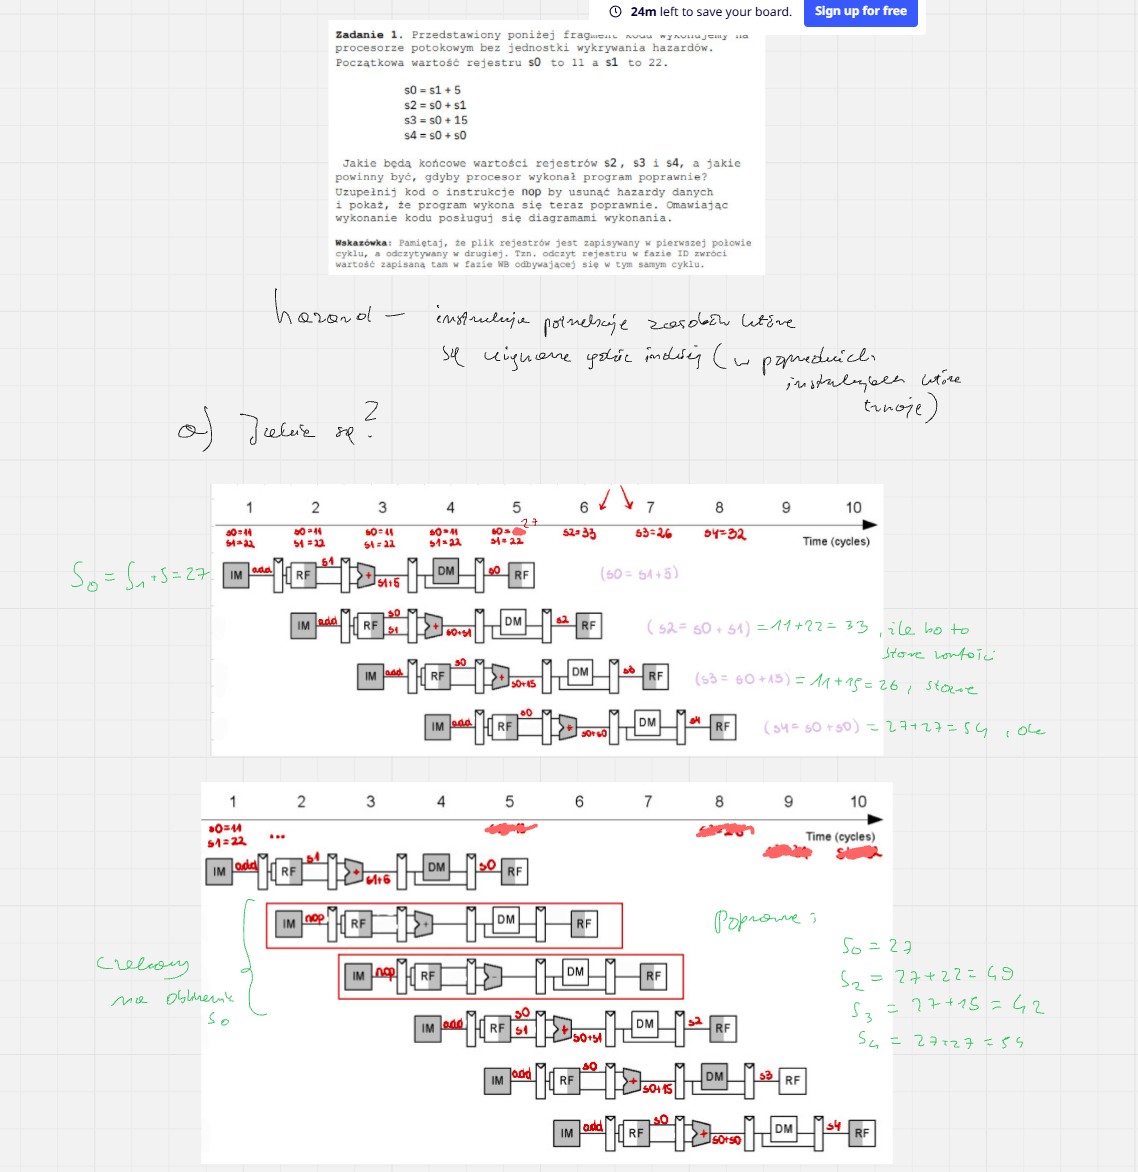 24m left to save your board.
Sign up for free
Zadanie 1. Przedstawiony poniżej fragment kodu wykonujemy na
procesorze potokowym bez jednostki wykrywania hazardów.
Początkowa wartość rejestru s0 to 11 a s1 to 22.
s0 = s1 + 5
s2 = s0 + s1
s3 = s0 + 15
s4 = s0 + s0
Jakie będą końcowe wartości rejestrów s2, s3 i s4, a jakie
powinny być, gdyby procesor wykonał program poprawnie?
Uzupełnij kod o instrukcje nop by usunąć hazardy danych
i pokaż, że program wykona się teraz poprawnie. Omawiając
wykonanie kodu posługuj się diagramami wykonania.
Wskazówka: Pamiętaj, że plik rejestrów jest zapisywany w pierwszej połowie
cyklu, a odczytywany w drugiej. Tzn. odczyt rejestru w fazie ID zwróci
wartość zapisaną tam w fazie WB odbywającej się w tym samym cyklu.
hazard — instrukcja potrzebuje zasobów które
są
(w poprzednich
instrukcjach które
trwają)
a) Jakie są?
1 2 3 4 5 6 7 8 9 10
s0=11 s0=11 s0=11 s0=11 s0= 27 s2=33 s3=26 s4=32
s1=22 s1=22 s1=22 s1=22 s1=22
Time (cycles)
S0 = S1+5=27
IM add RF s1 + s1+5 DM s0 RF (s0 = s1+5)
IM add RF s0 s1 + s0+s1 DM s2 RF (s2 = s0 + s1) = 11+22 = 33, źle bo to
stare wartości
IM add RF s0 + s0+15 DM s3 RF (s3 = s0 +15) = 11+15 = 26, stare
IM add RF s0 + s0+s0 DM s4 RF (s4 = s0 +s0) = 27+27 = 54, ok
1 2 3 4 5 6 7 8 9 10
s0=11
s1=22 ...
Time (cycles)
IM add RF s1 + s1+5 DM s0 RF
IM nop RF + DM RF
IM nop RF - DM RF
IM add RF s0 s1 + s0+s1 DM s2 RF
IM add RF s0 + s0+15 DM s3 RF
IM add RF s0 + s0+s0 DM s4 RF
Czekamy
na
s0
Poprawne:
S0 = 27
S2 = 27+22 = 49
S3 = 27+15 = 42
S4 = 27+27 = 54